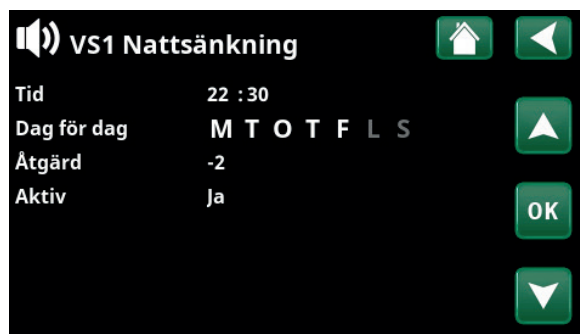 VS1 Nattsänkning
Tid 22 :30
Dag för dag M T O T F L S
Åtgärd -2
Aktiv Ja
OK